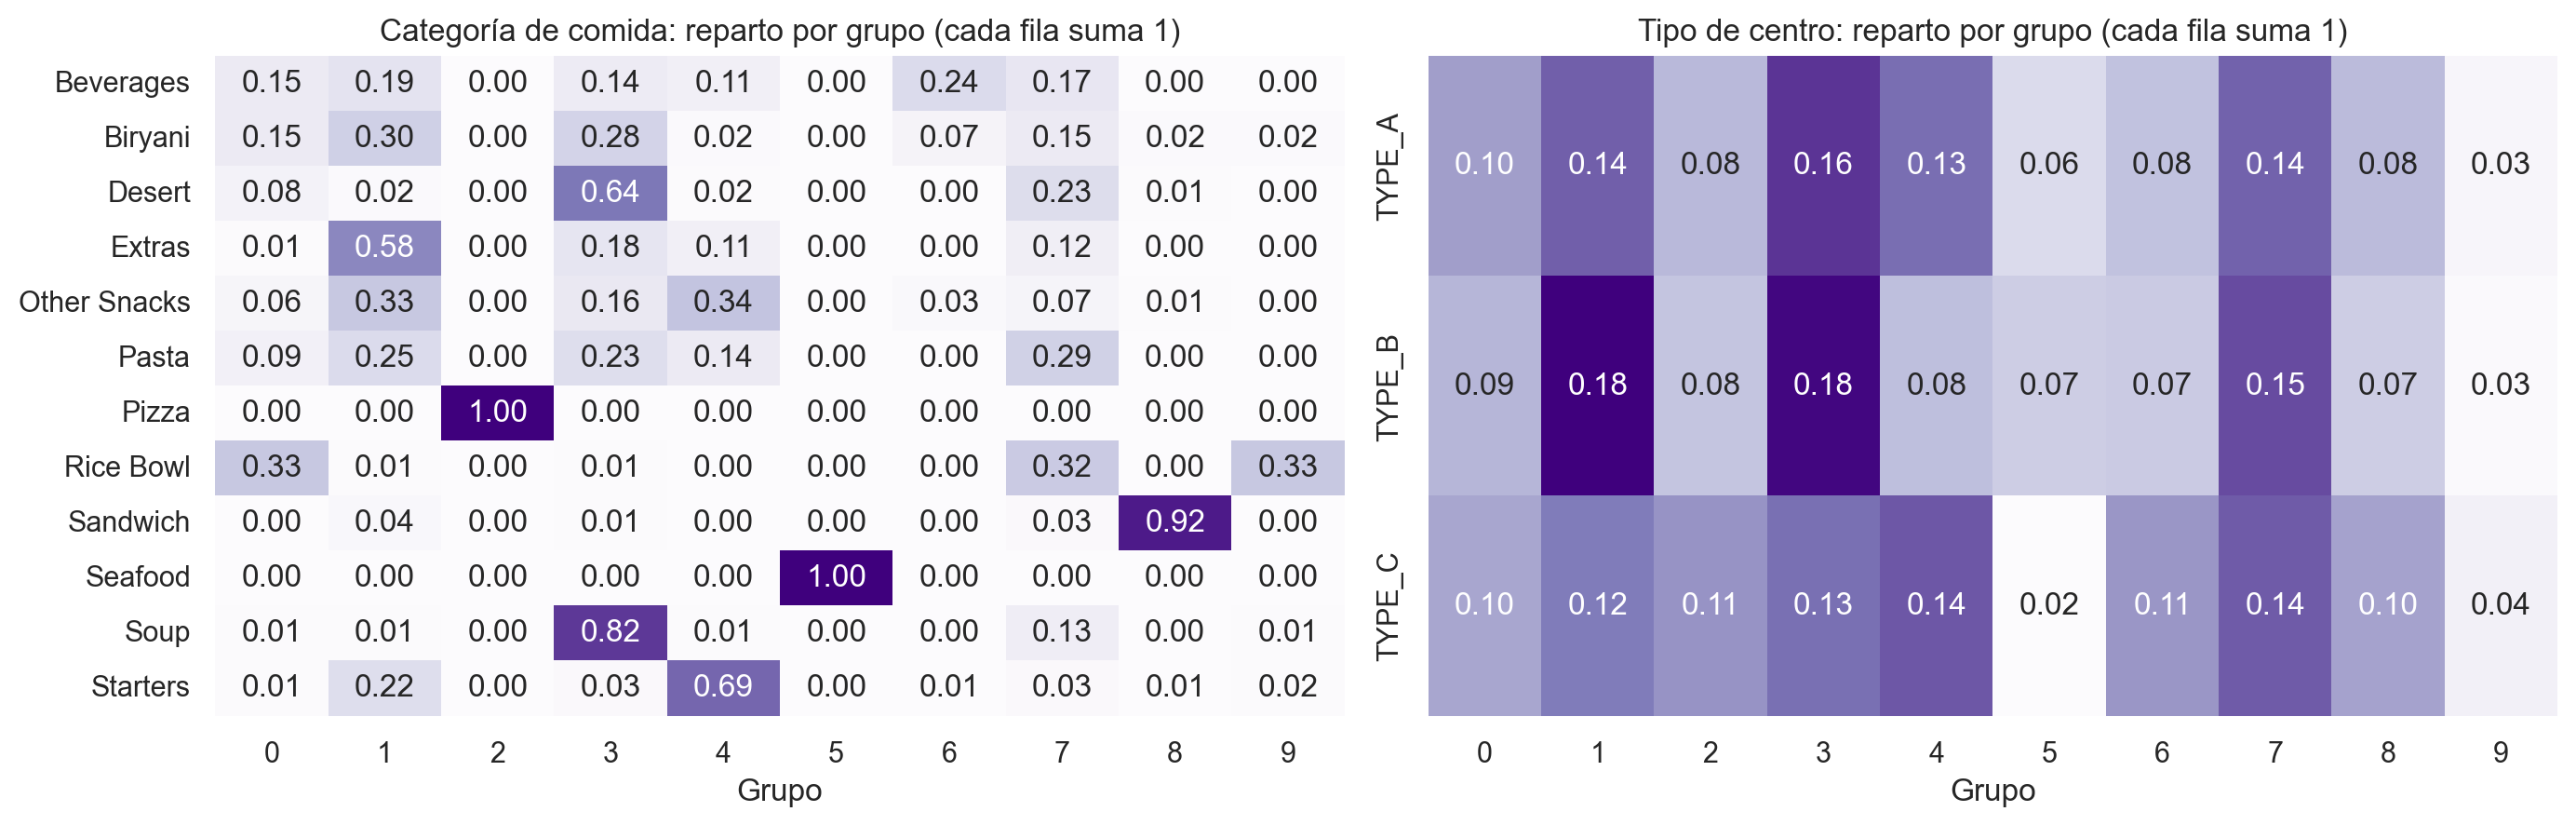 Categoría de comida: reparto por grupo (cada fila suma 1)
Beverages 0.15 0.19 0.00 0.14 0.11 0.00 0.24 0.17 0.00 0.00
Biryani 0.15 0.30 0.00 0.28 0.02 0.00 0.07 0.15 0.02 0.02
Desert 0.08 0.02 0.00 0.64 0.02 0.00 0.00 0.23 0.01 0.00
Extras 0.01 0.58 0.00 0.18 0.11 0.00 0.00 0.12 0.00 0.00
Other Snacks 0.06 0.33 0.00 0.16 0.34 0.00 0.03 0.07 0.01 0.00
Pasta 0.09 0.25 0.00 0.23 0.14 0.00 0.00 0.29 0.00 0.00
Pizza 0.00 0.00 1.00 0.00 0.00 0.00 0.00 0.00 0.00 0.00
Rice Bowl 0.33 0.01 0.00 0.01 0.00 0.00 0.00 0.32 0.00 0.33
Sandwich 0.00 0.04 0.00 0.01 0.00 0.00 0.00 0.03 0.92 0.00
Seafood 0.00 0.00 0.00 0.00 0.00 1.00 0.00 0.00 0.00 0.00
Soup 0.01 0.01 0.00 0.82 0.01 0.00 0.00 0.13 0.00 0.01
Starters 0.01 0.22 0.00 0.03 0.69 0.00 0.01 0.03 0.01 0.02
0 1 2 3 4 5 6 7 8 9
Grupo
Tipo de centro: reparto por grupo (cada fila suma 1)
TYPE_A 0.10 0.14 0.08 0.16 0.13 0.06 0.08 0.14 0.08 0.03
TYPE_B 0.09 0.18 0.08 0.18 0.08 0.07 0.07 0.15 0.07 0.03
TYPE_C 0.10 0.12 0.11 0.13 0.14 0.02 0.11 0.14 0.10 0.04
0 1 2 3 4 5 6 7 8 9
Grupo